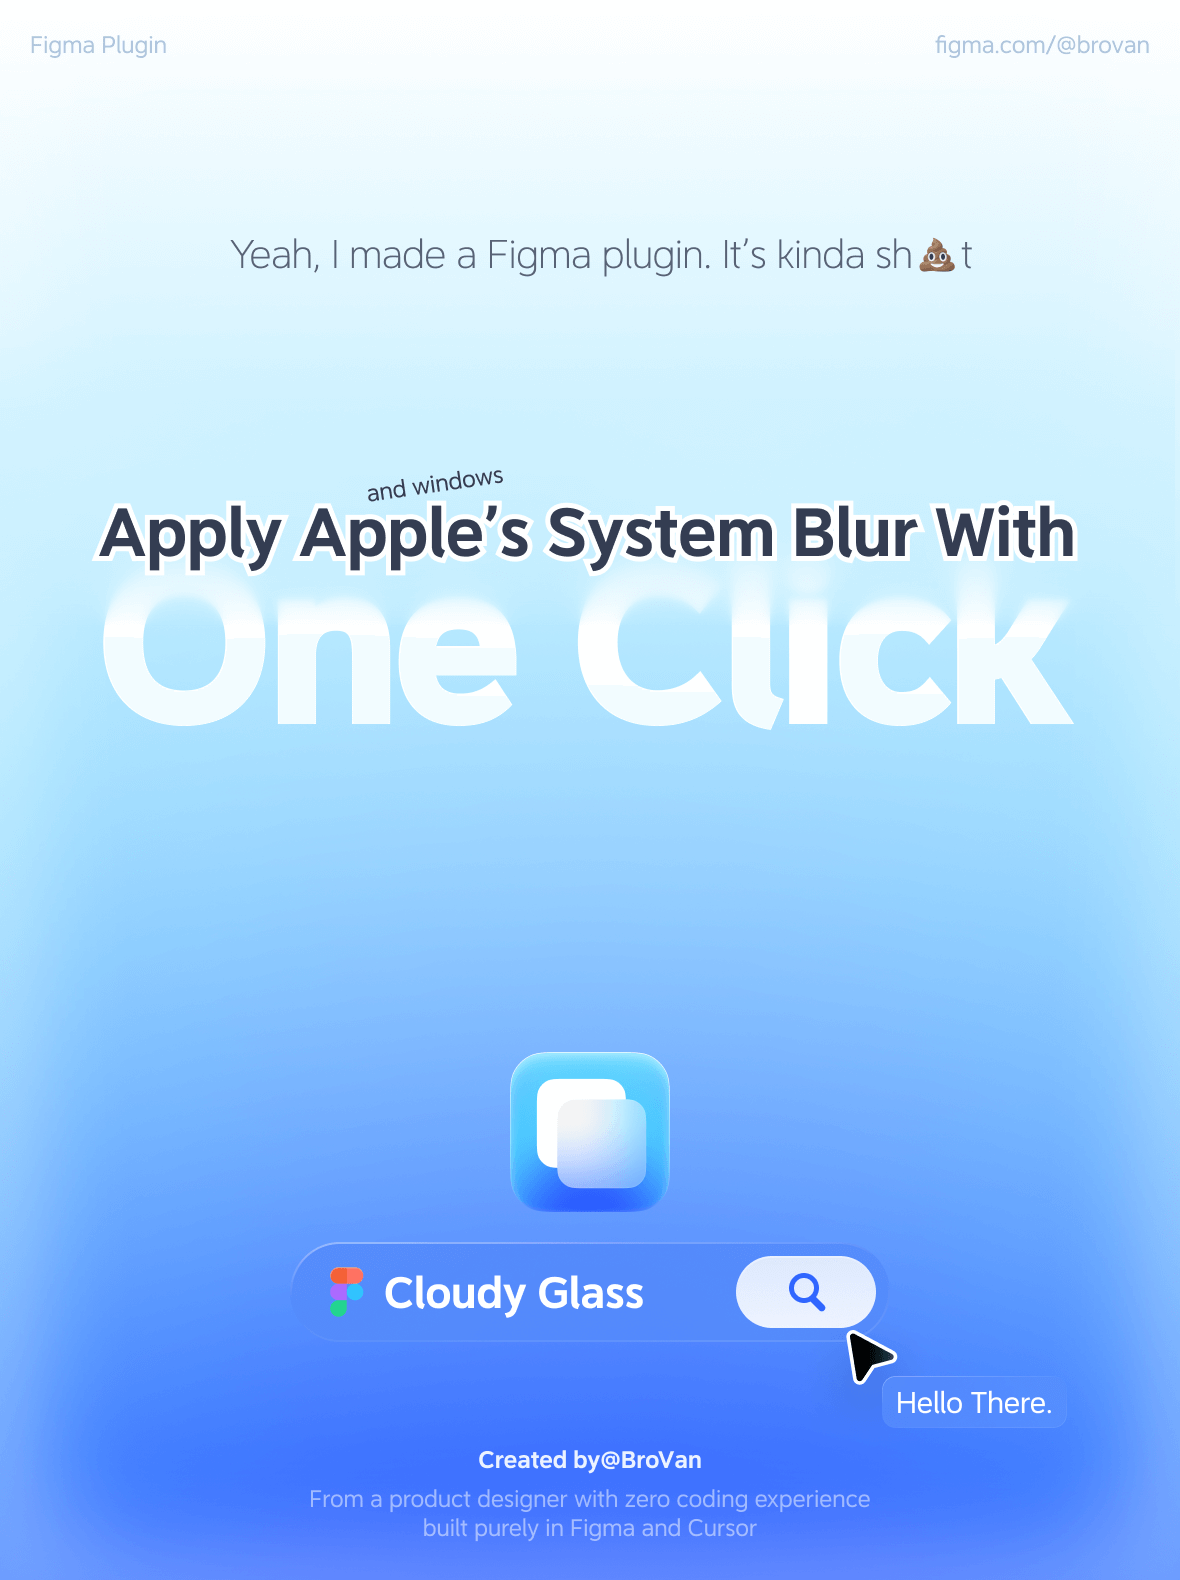 Figma Plugin
figma.com/@brovan
Yeah, I made a Figma plugin. It’s kinda sh💩t
and windows
Apply Apple’s System Blur With
One Click
Cloudy Glass
Hello There.
Created by@BroVan
From a product designer with zero coding experience
built purely in Figma and Cursor